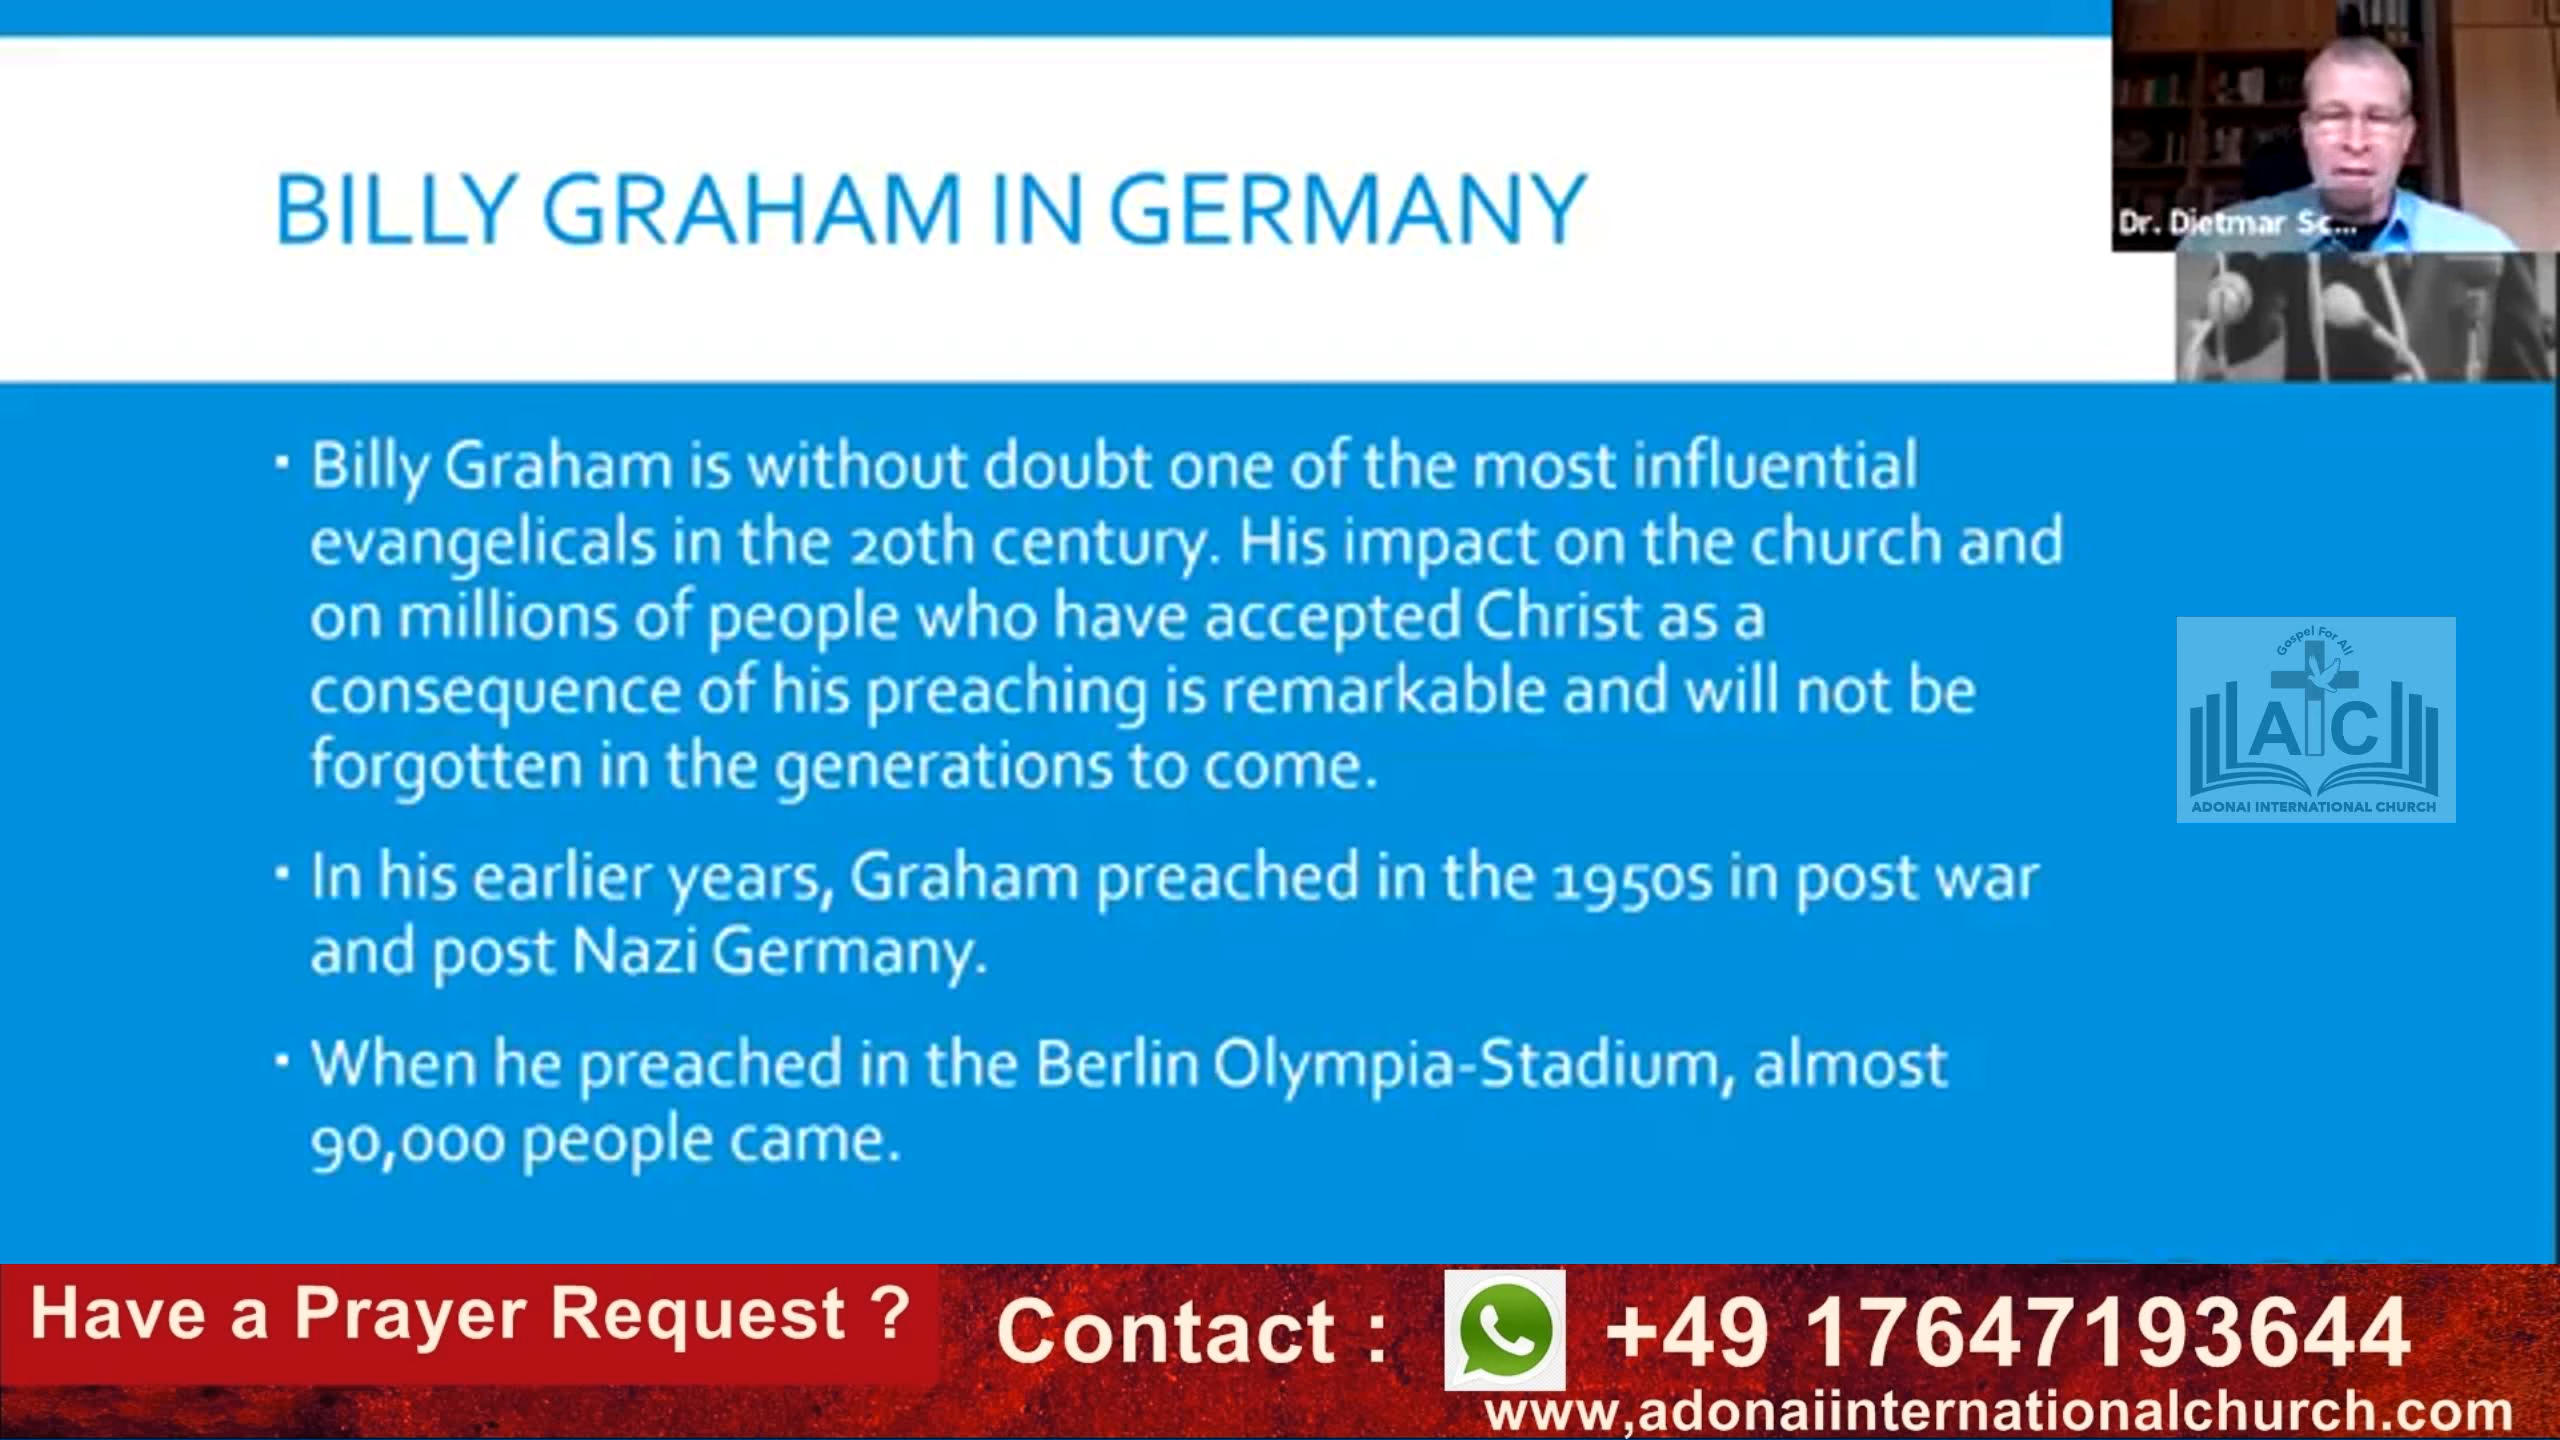 BILLY GRAHAM IN GERMANY
Dr. Dietmar Sc...
▪ Billy Graham is without doubt one of the most influential
evangelicals in the 20th century. His impact on the church and
on millions of people who have accepted Christ as a
consequence of his preaching is remarkable and will not be
forgotten in the generations to come.
▪ In his earlier years, Graham preached in the 1950s in post war
and post Nazi Germany.
▪ When he preached in the Berlin Olympia-Stadium, almost
90,000 people came.
Gospel For All
AIC
ADONAI INTERNATIONAL CHURCH
Have a Prayer Request ?
Contact :
+49 17647193644
www,adonaiinternationalchurch.com